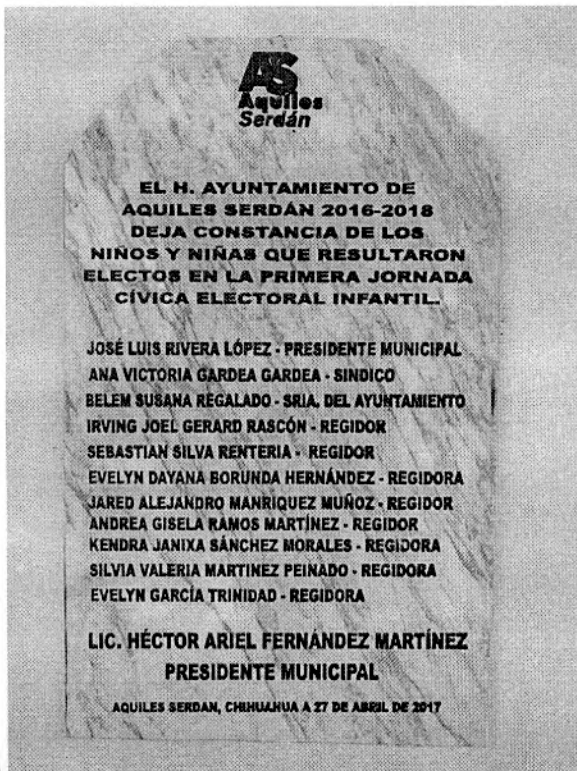 AS
Aquiles
Serdán
EL H. AYUNTAMIENTO DE
AQUILES SERDÁN 2016-2018
DEJA CONSTANCIA DE LOS
NIÑOS Y NIÑAS QUE RESULTARON
ELECTOS EN LA PRIMERA JORNADA
CÍVICA ELECTORAL INFANTIL.
JOSÉ LUIS RIVERA LÓPEZ - PRESIDENTE MUNICIPAL
ANA VICTORIA GARDEA GARDEA - SINDICO
BELEM SUSANA REGALADO - SRIA. DEL AYUNTAMIENTO
IRVING JOEL GERARD RASCÓN - REGIDOR
SEBASTIAN SILVA RENTERIA - REGIDOR
EVELYN DAYANA BORUNDA HERNÁNDEZ - REGIDORA
JARED ALEJANDRO MANRIQUEZ MUÑOZ - REGIDOR
ANDREA GISELA RAMOS MARTÍNEZ - REGIDOR
KENDRA JANIXA SÁNCHEZ MORALES - REGIDORA
SILVIA VALERIA MARTINEZ PEINADO - REGIDORA
EVELYN GARCÍA TRINIDAD - REGIDORA
LIC. HÉCTOR ARIEL FERNÁNDEZ MARTÍNEZ
PRESIDENTE MUNICIPAL
AQUILES SERDAN, CHIHUAHUA A 27 DE ABRIL DE 2017